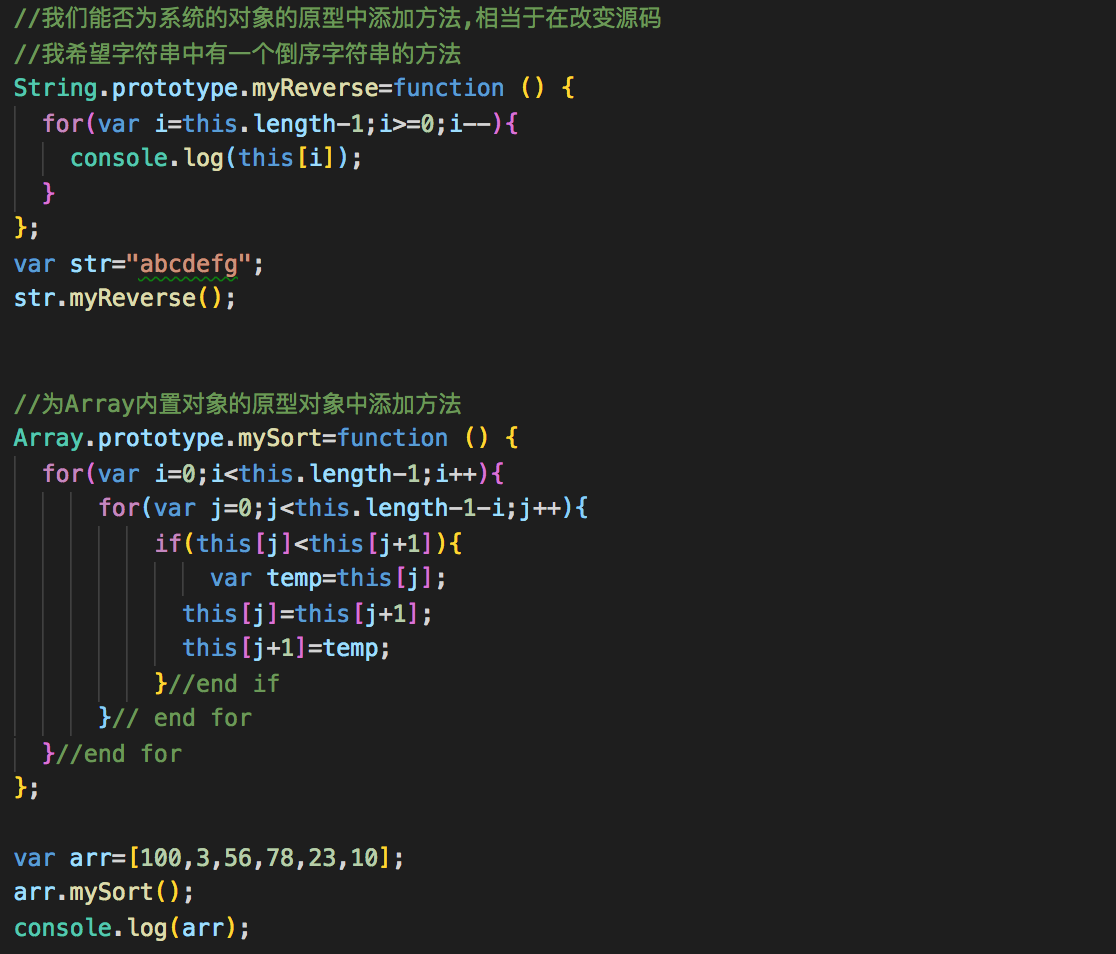 //我们能否为系统的对象的原型中添加方法,相当于在改变源码
//我希望字符串中有一个倒序字符串的方法
String.prototype.myReverse=function () {
  for(var i=this.length-1;i>=0;i--){
    console.log(this[i]);
  }
};
var str="abcdefg";
str.myReverse();
//为Array内置对象的原型对象中添加方法
Array.prototype.mySort=function () {
  for(var i=0;i<this.length-1;i++){
      for(var j=0;j<this.length-1-i;j++){
          if(this[j]<this[j+1]){
              var temp=this[j];
            this[j]=this[j+1];
            this[j+1]=temp;
          }//end if
      }// end for
  }//end for
};
var arr=[100,3,56,78,23,10];
arr.mySort();
console.log(arr);